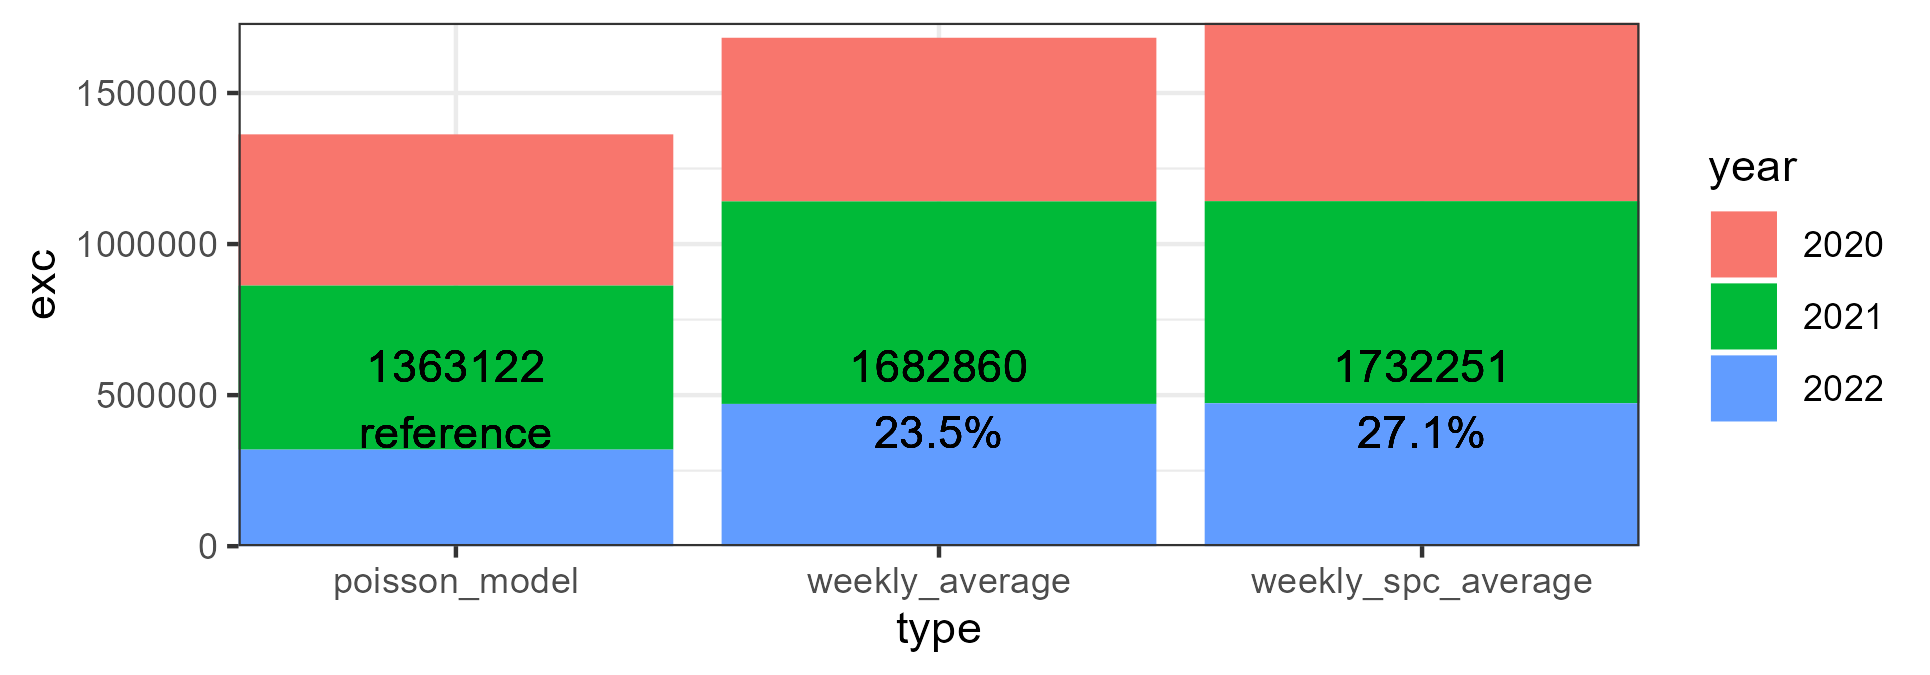 exc
1500000
1000000
500000
0
1363122
reference
1682860
23.5%
1732251
27.1%
poisson_model
weekly_average
weekly_spc_average
type
year
2020
2021
2022